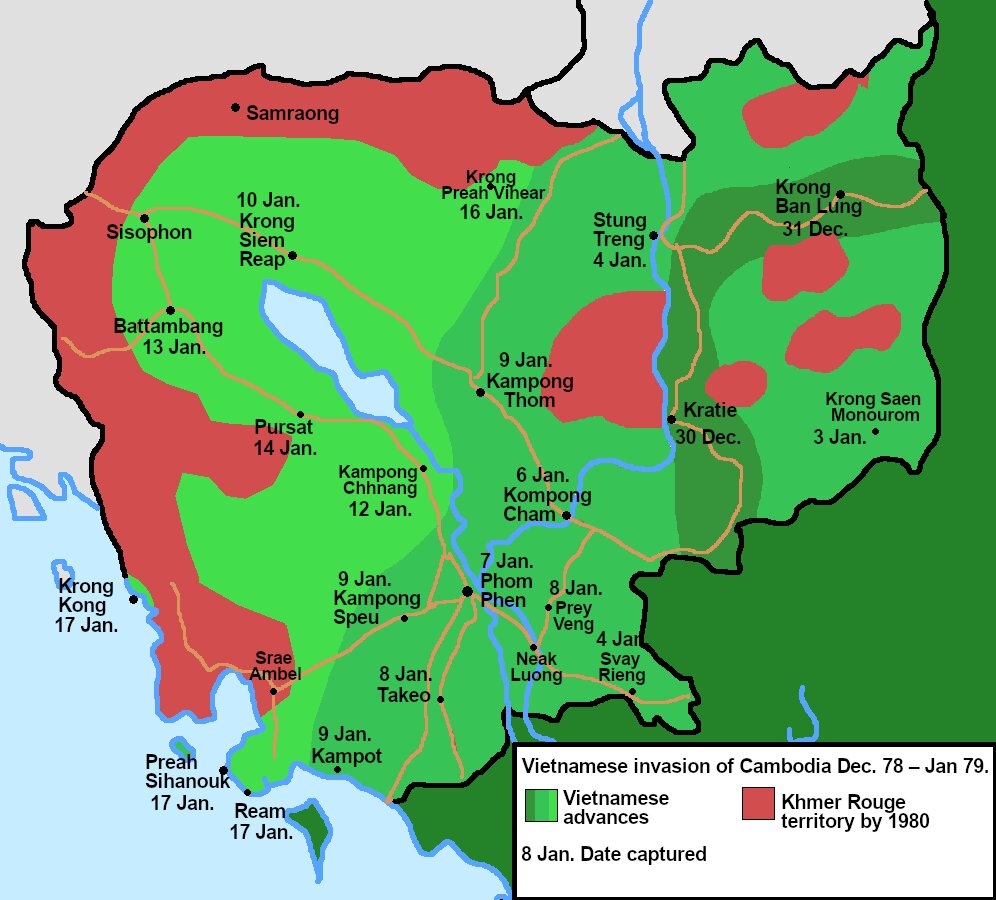 Samraong
Krong
Preah Vihear
16 Jan.
10 Jan.
Krong
Siem
Reap
Sisophon
Stung
Treng
4 Jan.
Krong
Ban Lung
31 Dec.
Battambang
13 Jan.
9 Jan.
Kampong
Thom
Pursat
14 Jan.
Kratie
30 Dec.
Krong Saen
Monourom
3 Jan.
Kampong
Chhnang
12 Jan.
6 Jan.
Kompong
Cham
7 Jan.
Phom
Phen
9 Jan.
Kampong
Speu
8 Jan.
Prey
Veng
Krong
Kong
17 Jan.
4 Jan
Svay
Rieng
Neak
Luong
Srae
Ambel
8 Jan.
Takeo
9 Jan.
Kampot
Preah
Sihanouk
17 Jan.
Ream
17 Jan.
Vietnamese invasion of Cambodia Dec. 78 – Jan 79.
Vietnamese
advances
Khmer Rouge
territory by 1980
8 Jan. Date captured